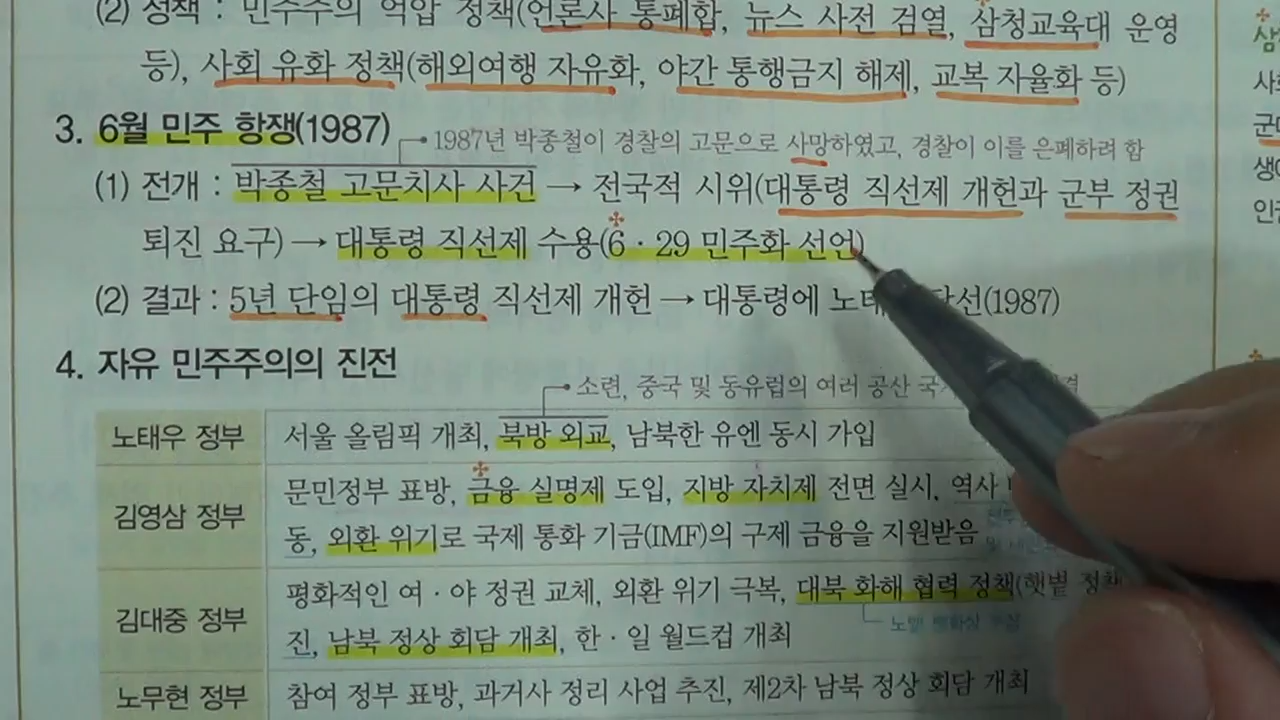 (2) 정책 : 민주주의 억압 정책(언론사 통폐합, 뉴스 사전 검열, 삼청교육대 운영
등), 사회 유화 정책(해외여행 자유화, 야간 통행금지 해제, 교복 자율화 등)
3. 6월 민주 항쟁(1987)
1987년 박종철이 경찰의 고문으로 사망하였고, 경찰이 이를 은폐하려 함
(1) 전개 : 박종철 고문치사 사건 → 전국적 시위(대통령 직선제 개헌과 군부 정권
퇴진 요구) → 대통령 직선제 수용(6·29 민주화 선언)
(2) 결과 : 5년 단임의 대통령 직선제 개헌 → 대통령에 당선(1987)
4. 자유 민주주의의 진전
소련, 중국 및 동유럽의 여러 공산
노태우 정부 서울 올림픽 개최, 북방 외교, 남북한 유엔 동시 가입
김영삼 정부 문민정부 표방, 금융 실명제 도입, 지방 자치제 전면 실시, 역사
동, 외환 위기로 국제 통화 기금(IMF)의 구제 금융을 지원받음
김대중 정부 평화적인 여·야 정권 교체, 외환 위기 극복, 대북 화해 협력 정책(햇볕 정책
진, 남북 정상 회담 개최, 한·일 월드컵 개최
노무현 정부 참여 정부 표방, 과거사 정리 사업 추진, 제2차 남북 정상 회담 개최